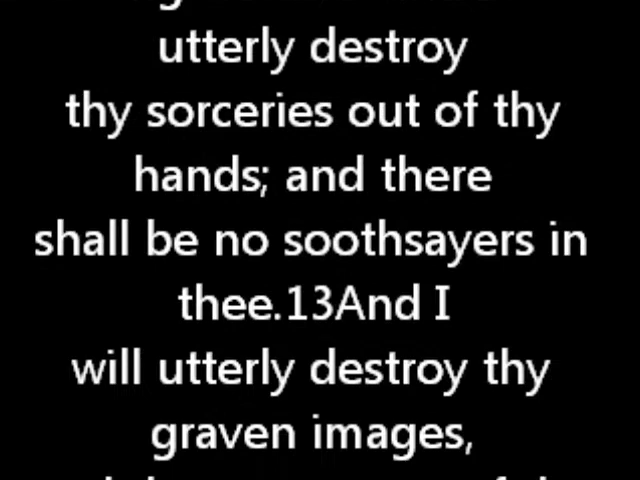 utterly destroy
thy sorceries out of thy
hands; and there
shall be no soothsayers in
thee.13And I
will utterly destroy thy
graven images,